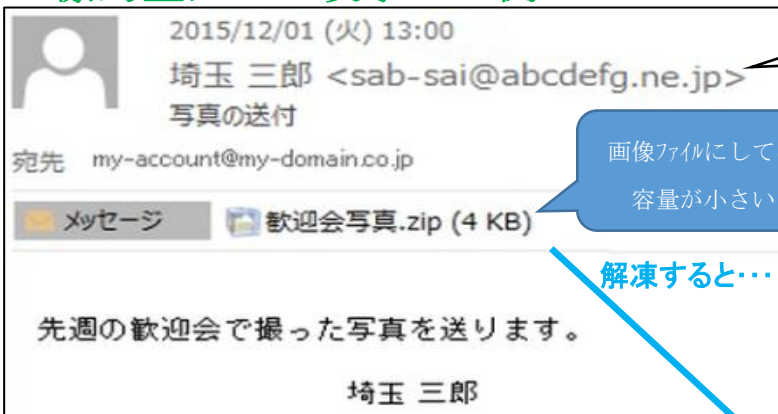 2015/12/01 (火) 13:00
埼玉 三郎 <sab-sai@abcdefg.ne.jp>
写真の送付
宛先 my-account@my-domain.co.jp
画像ファイルにして
容量が小さい
メッセージ
歓迎会写真.zip (4 KB)
解凍すると･･･
先週の歓迎会で撮った写真を送ります。
埼玉 三郎